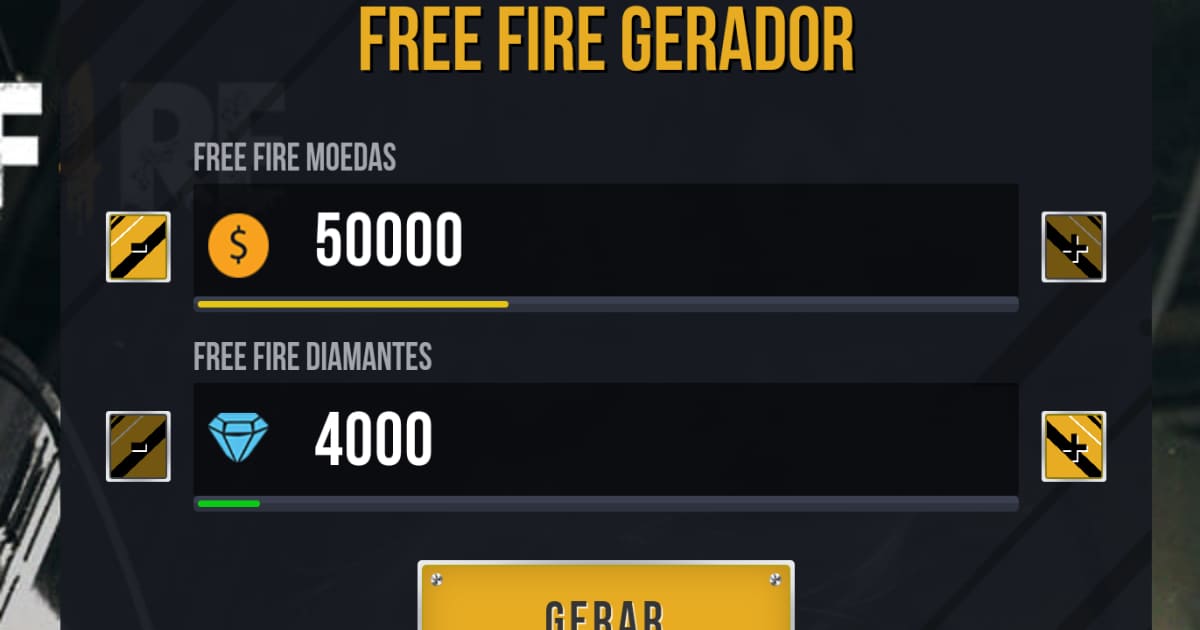 FREE FIRE GERADOR
FREE FIRE MOEDAS
- $ 50000 +
FREE FIRE DIAMANTES
- 4000 +
GERAR